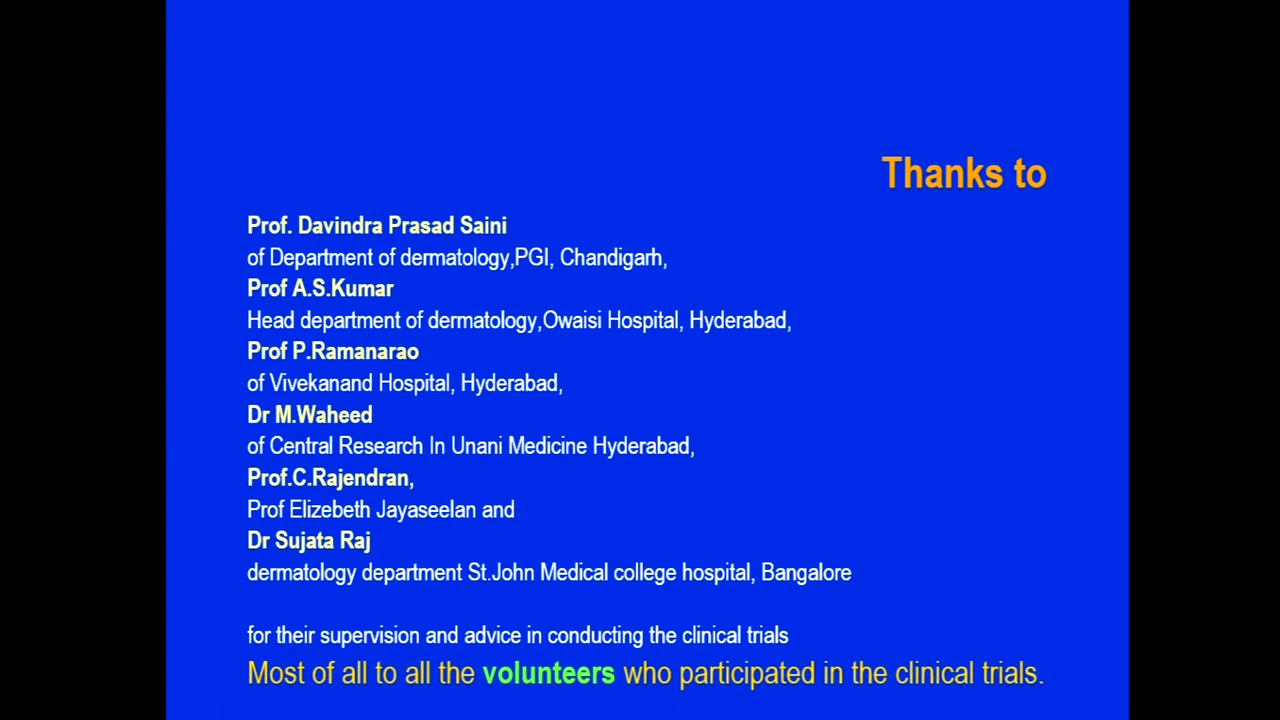 Thanks to
Prof. Davindra Prasad Saini
of Department of dermatology,PGI, Chandigarh,
Prof A.S.Kumar
Head department of dermatology,Owaisi Hospital, Hyderabad,
Prof P.Ramanarao
of Vivekanand Hospital, Hyderabad,
Dr M.Waheed
of Central Research In Unani Medicine Hyderabad,
Prof.C.Rajendran,
Prof Elizebeth Jayaseelan and
Dr Sujata Raj
dermatology department St.John Medical college hospital, Bangalore
for their supervision and advice in conducting the clinical trials
Most of all to all the volunteers who participated in the clinical trials.